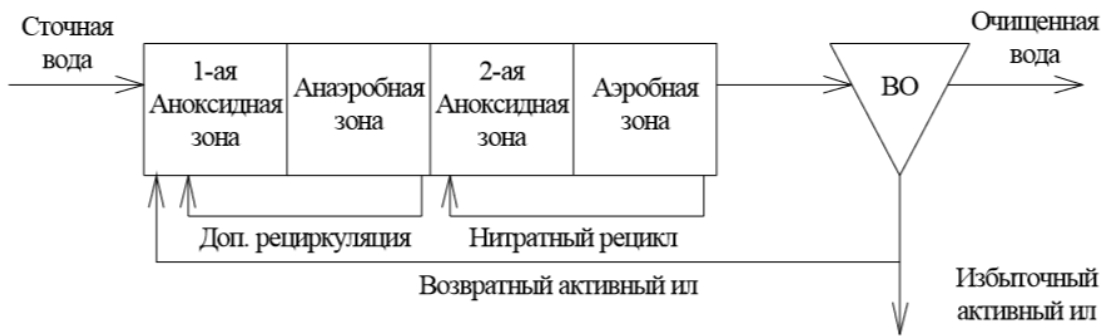 Сточная
вода
1-ая
Аноксидная
зона
Анаэробная
зона
2-ая
Аноксидная
зона
Аэробная
зона
ВО
Очищенная
вода
Доп. рециркуляция
Нитратный рецикл
Возвратный активный ил
Избыточный
активный ил